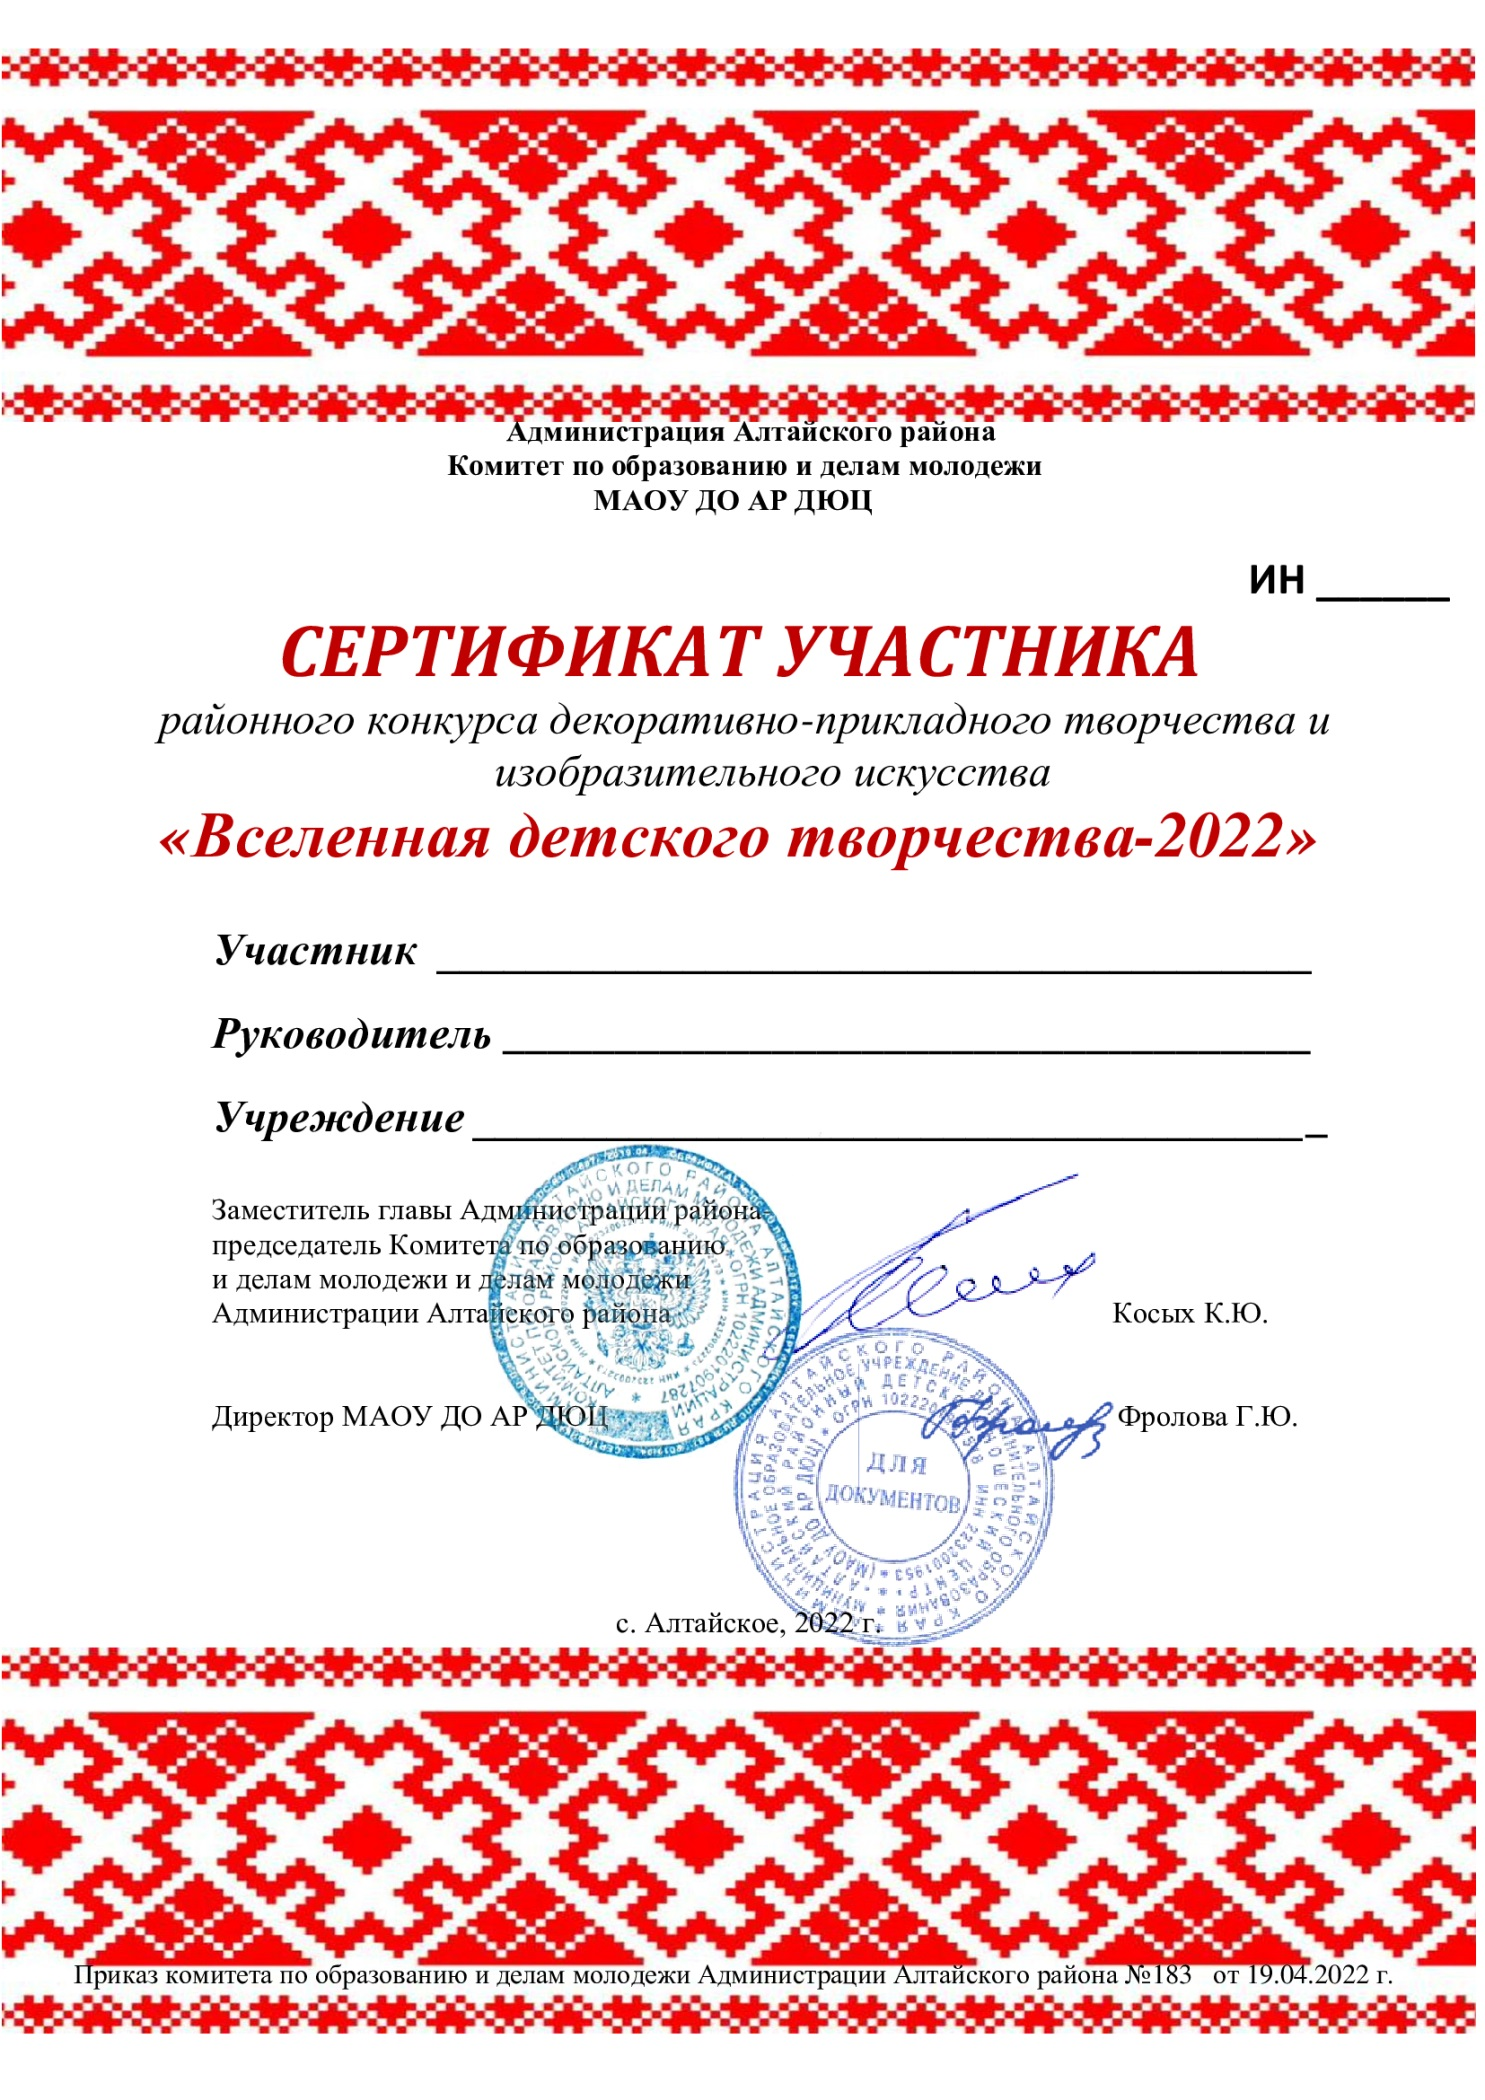 Администрация Алтайского района
Комитет по образованию и делам молодежи
МАОУ ДО АР ДЮЦ
ИН ______
СЕРТИФИКАТ УЧАСТНИКА
районного конкурса декоративно-прикладного творчества и
изобразительного искусства
«Вселенная детского творчества-2022»
Участник ______________________________
Руководитель ______________________________
Учреждение ______________________________
Заместитель главы Администрации района
председатель Комитета по образованию
и делам молодежи и делам молодежи
Администрации Алтайского района Косых К.Ю.
Директор МАОУ ДО АР ДЮЦ Фролова Г.Ю.
ДЛЯ
ДОКУМЕНТОВ
с. Алтайское, 2022 г.
Приказ комитета по образованию и делам молодежи Администрации Алтайского района №183 от 19.04.2022 г.